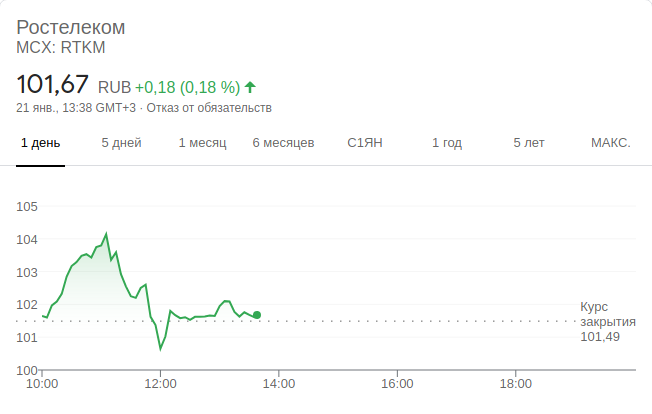 Ростелеком
MCX: RTKM
101,67 RUB +0,18 (0,18 %)
21 янв., 13:38 GMT+3 · Отказ от обязательств
1 день 5 дней 1 месяц 6 месяцев С1ЯН 1 год 5 лет МАКС.
105
104
103
102
101
100
Курс
закрытия
101,49
10:00 12:00 14:00 16:00 18:00